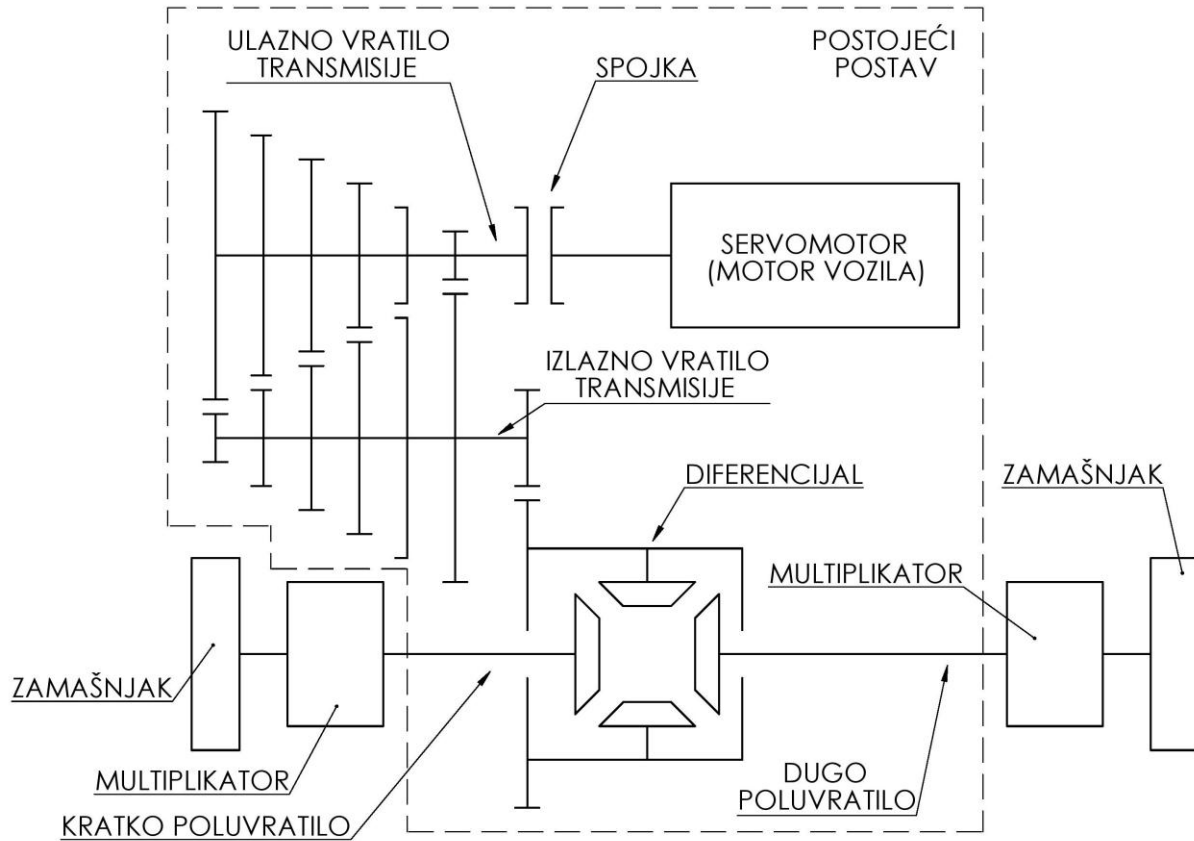 ULAZNO VRATILO
TRANSMISIJE
SPOJKA
POSTOJEĆI
POSTAV
SERVOMOTOR
(MOTOR VOZILA)
IZLAZNO VRATILO
TRANSMISIJE
DIFERENCIJAL
ZAMAŠNJAK
MULTIPLIKATOR
ZAMAŠNJAK
MULTIPLIKATOR
KRATKO POLUVRATILO
DUGO
POLUVRATILO